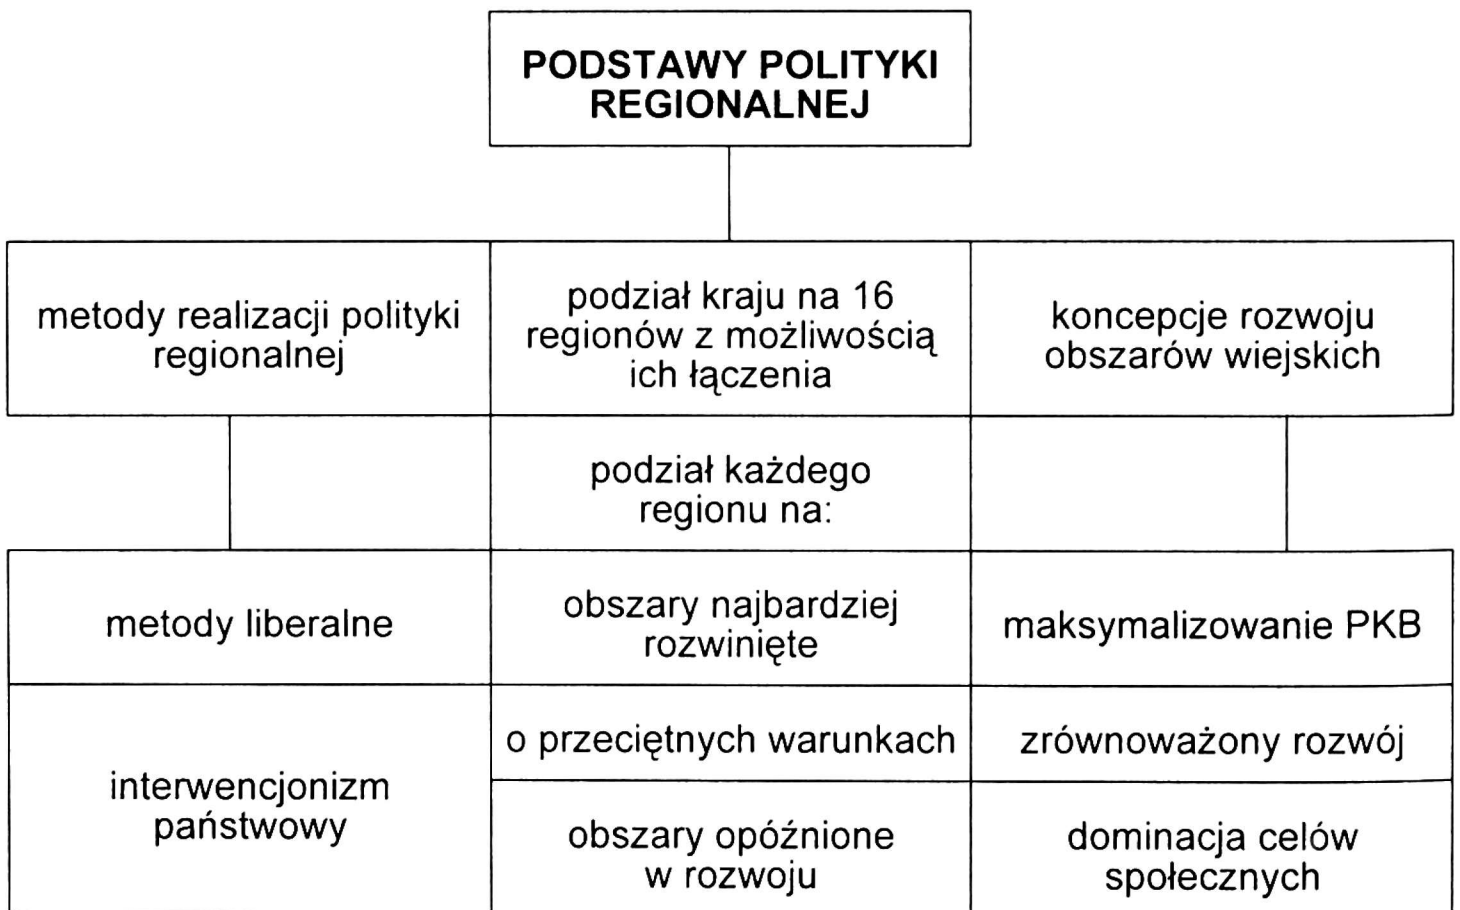 PODSTAWY POLITYKI
REGIONALNEJ
metody realizacji polityki
regionalnej
podział kraju na 16
regionów z możliwością
ich łączenia
koncepcje rozwoju
obszarów wiejskich
podział każdego
regionu na:
metody liberalne
obszary najbardziej
rozwinięte
maksymalizowanie PKB
interwencjonizm
państwowy
o przeciętnych warunkach
zrównoważony rozwój
obszary opóźnione
w rozwoju
dominacja celów
społecznych